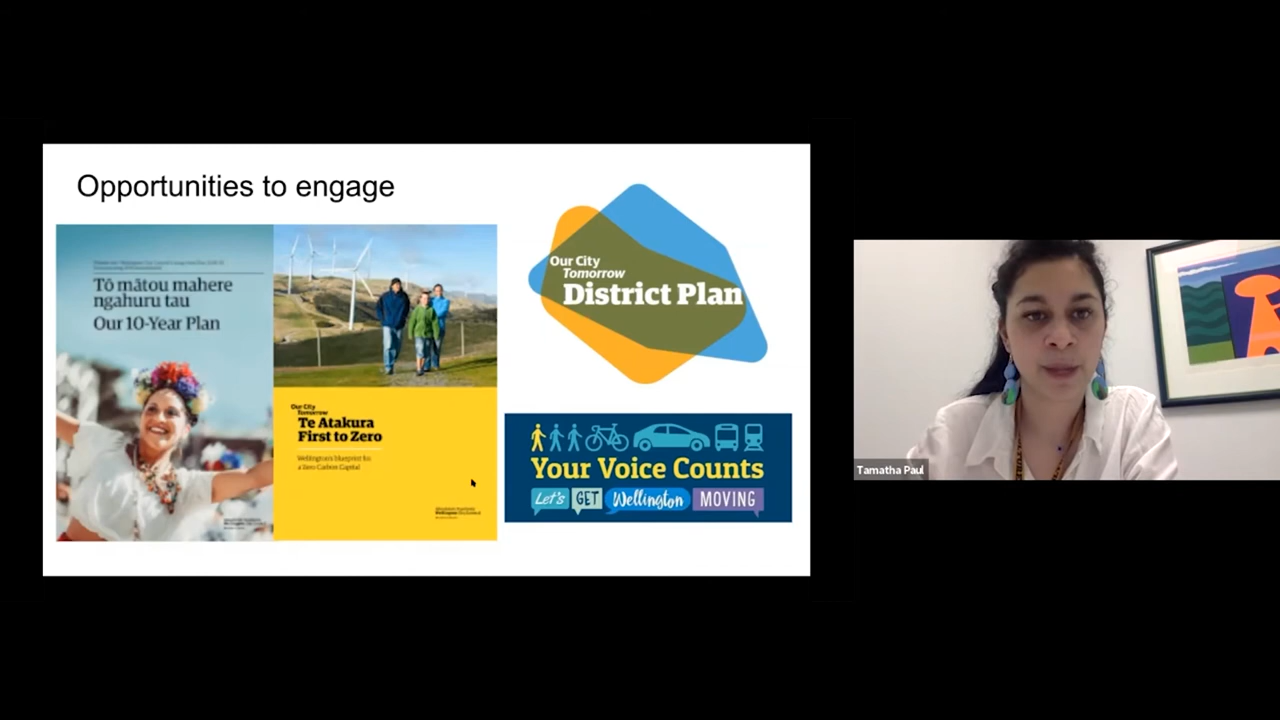 Opportunities to engage
Tō mātou mahere
ngahuru tau
Our 10-Year Plan
Our City
Tomorrow
Te Atakura
First to Zero
Wellington's blueprint for
a Zero Carbon Capital
Our City
Tomorrow
District Plan
Your Voice Counts
Let's GET Wellington MOVING
Tamatha Paul